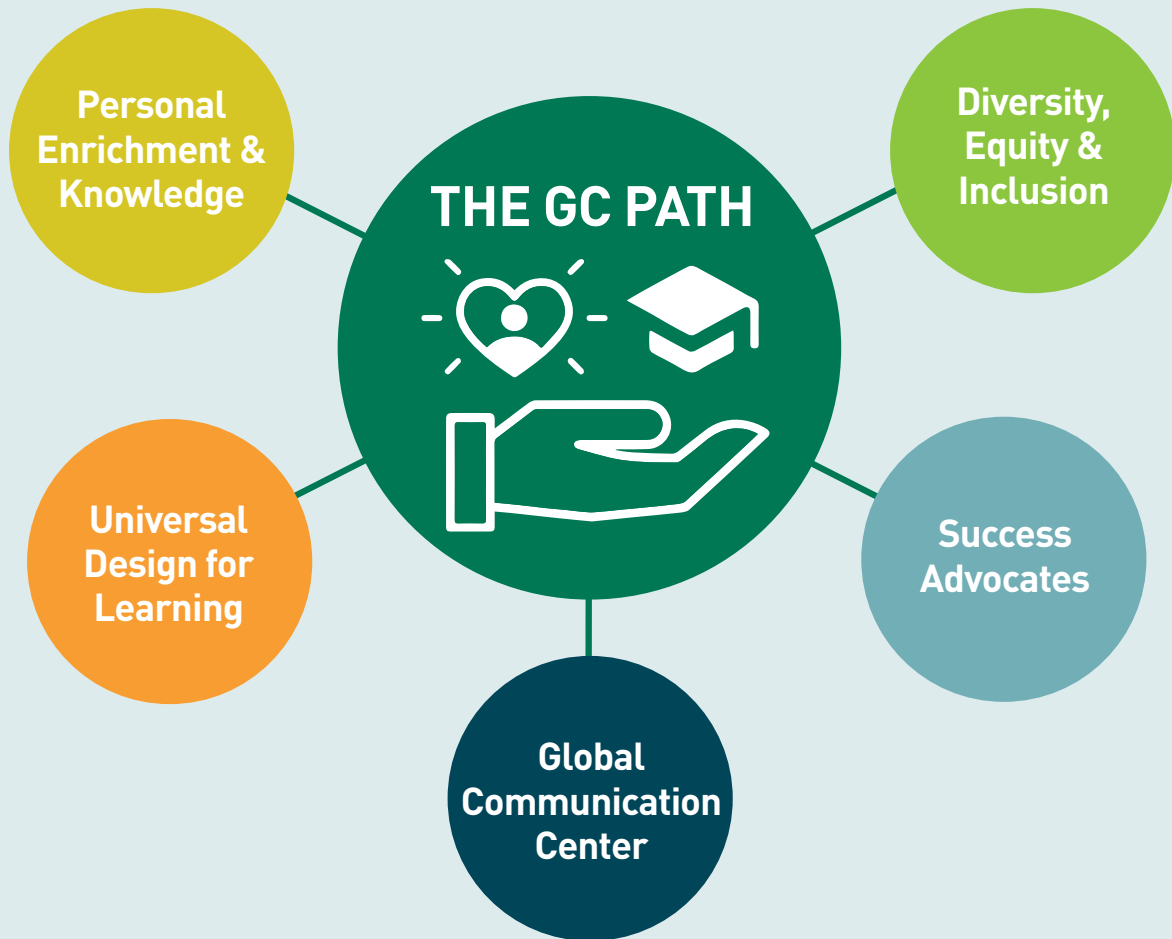 THE GC PATH
Personal
Enrichment &
Knowledge
Diversity,
Equity &
Inclusion
Universal
Design for
Learning
Success
Advocates
Global
Communication
Center